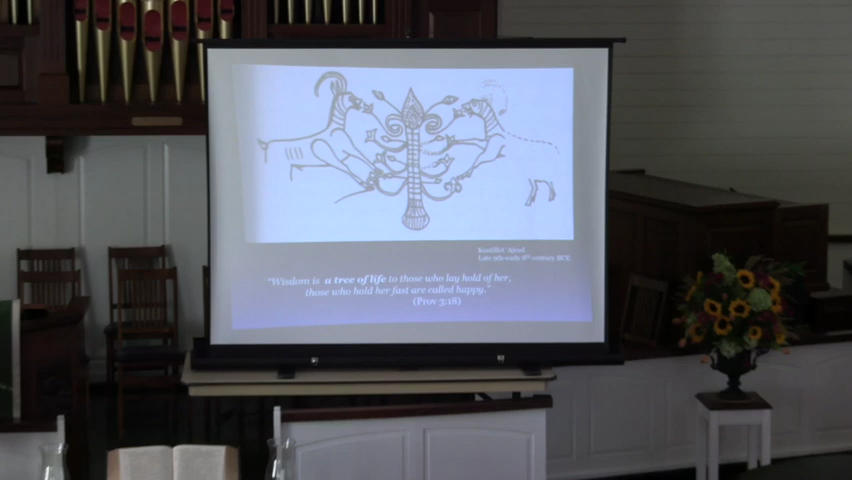 Kuntillet 'Ajrud
Late 9th-early 8th century BCE
"Wisdom is a tree of life to those who lay hold of her,
those who hold her fast are called happy."
(Prov 3:18)